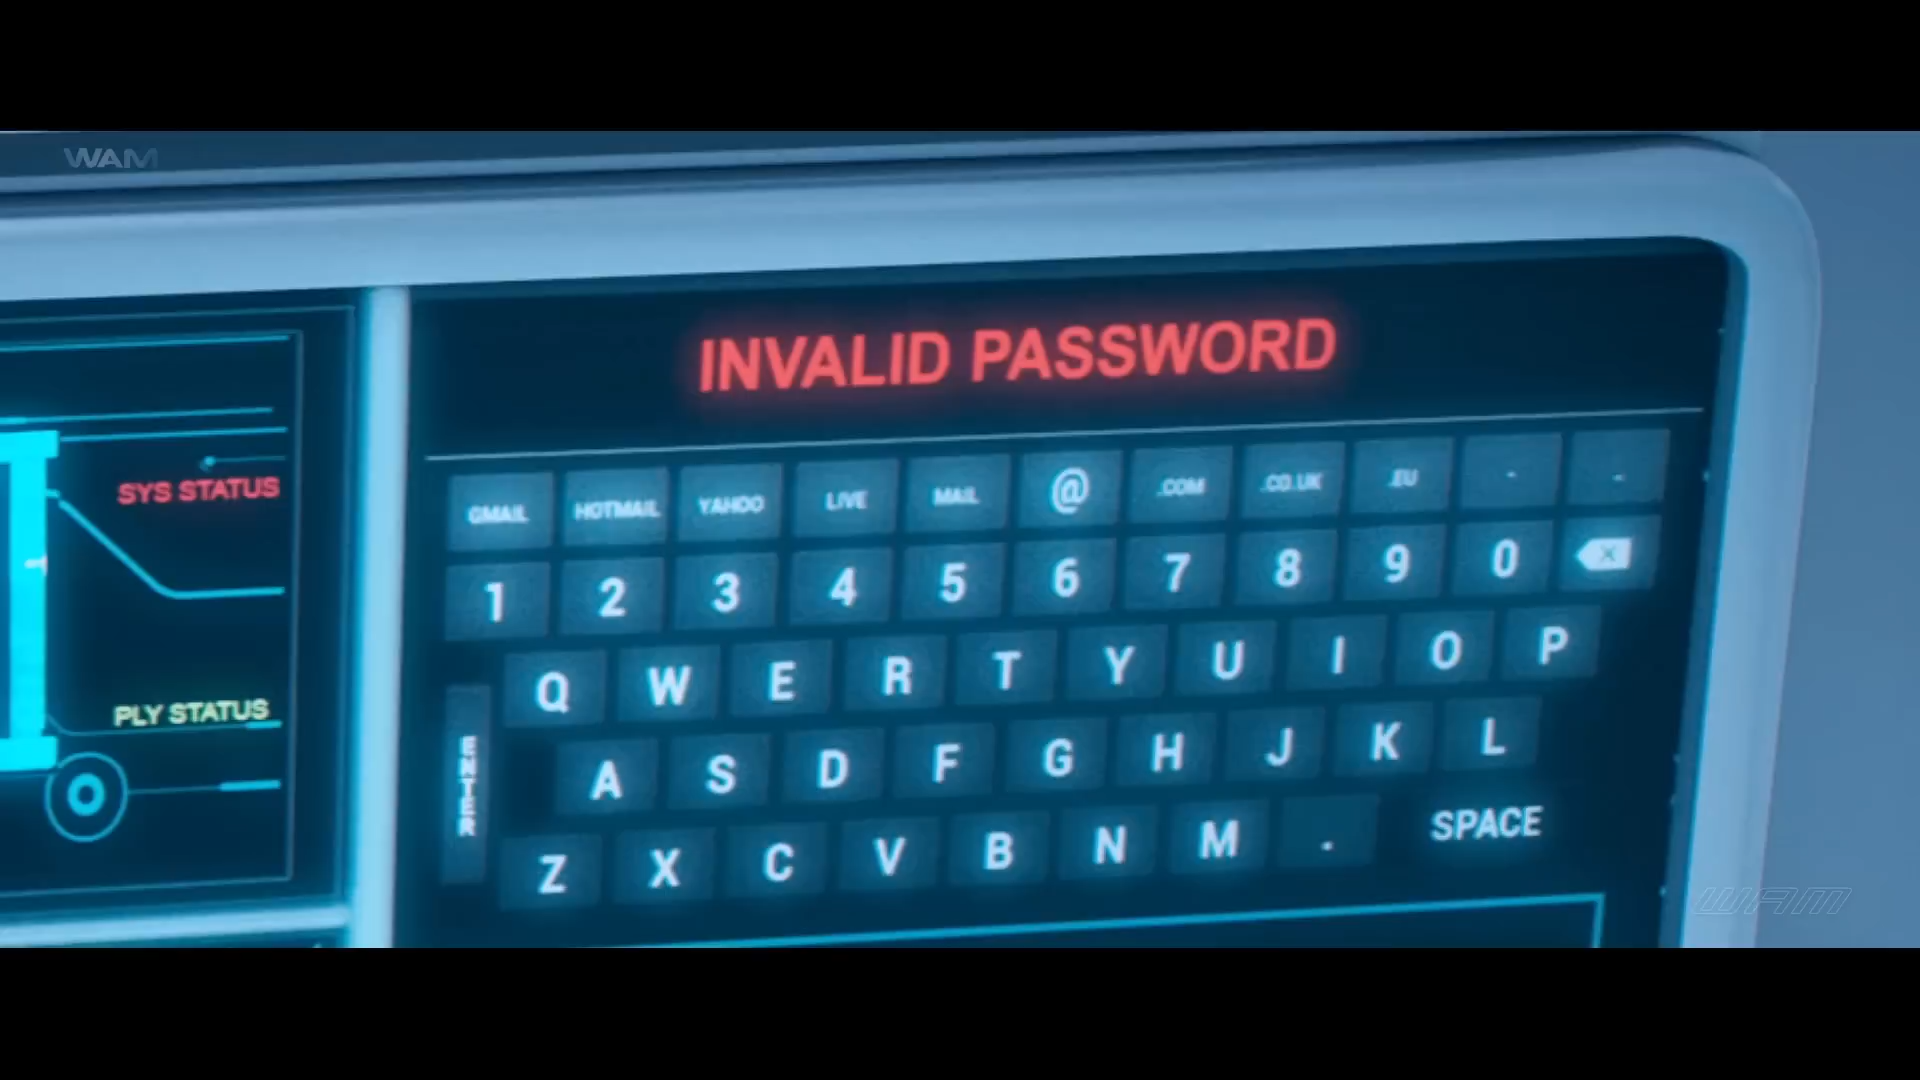 WAM
INVALID PASSWORD
SYS STATUS
PLY STATUS
GMAIL HOTMAIL YAHOO LIVE MAIL @ .COM .CO.UK .EU - _
1 2 3 4 5 6 7 8 9 0 X
Q W E R T Y U I O P
ENTER
A S D F G H J K L
Z X C V B N M . SPACE
WAM